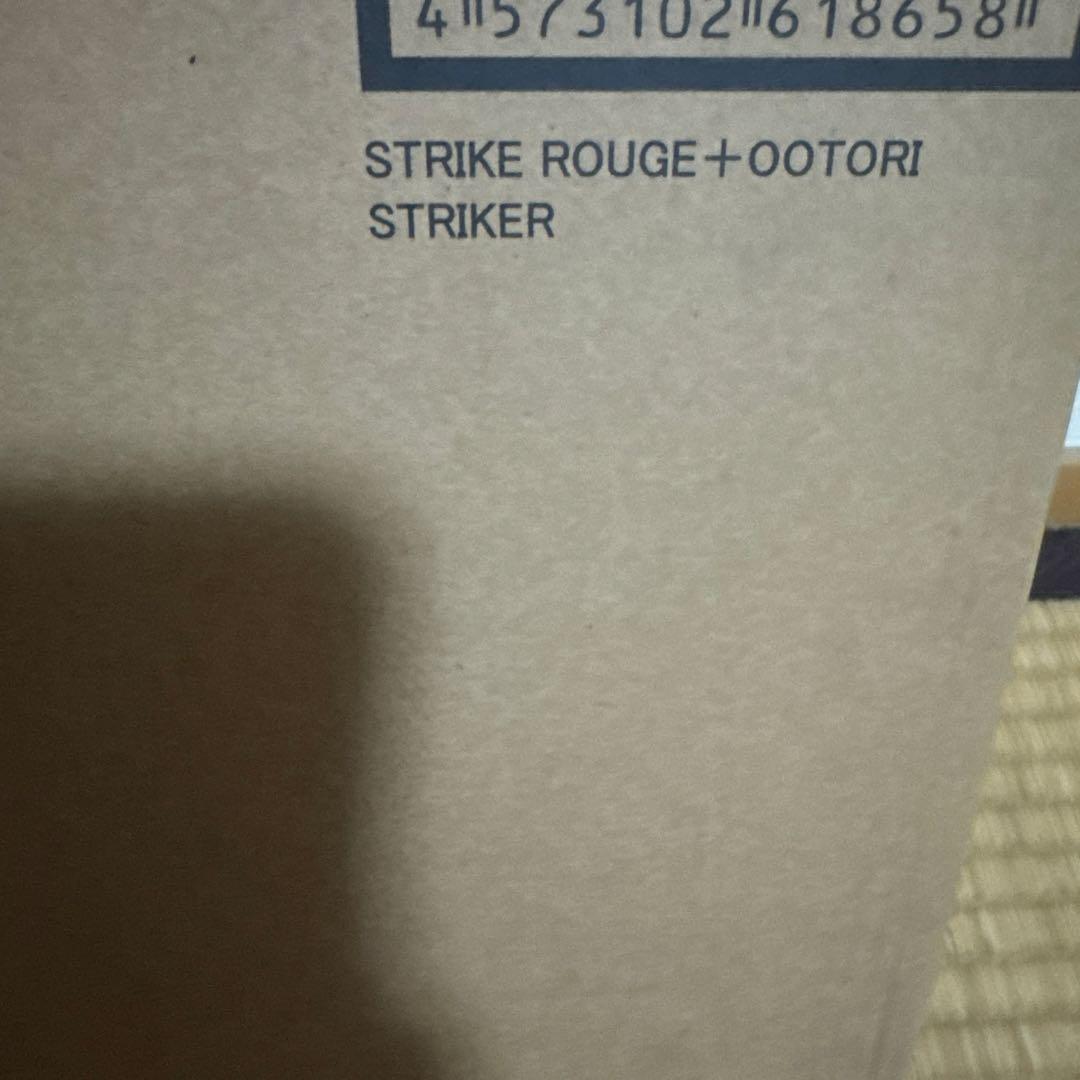 4"573102"618658"
STRIKE ROUGE+OOTORI
STRIKER